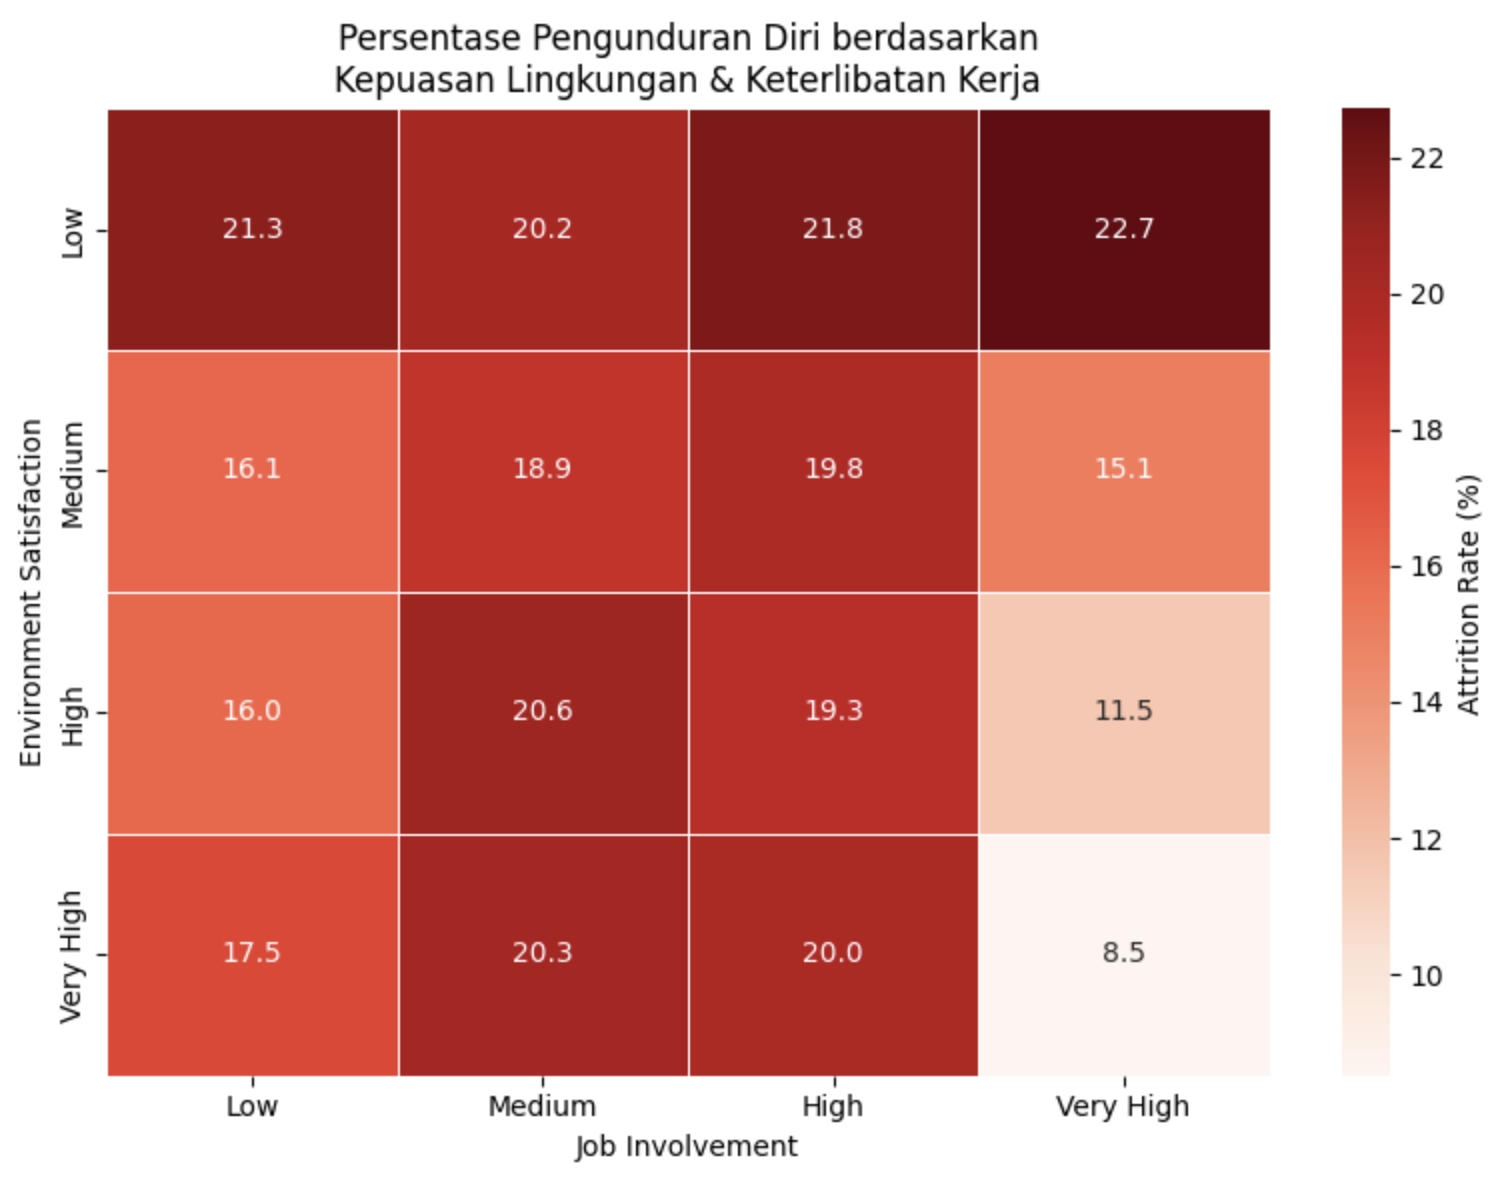 Persentase Pengunduran Diri berdasarkan
Kepuasan Lingkungan & Keterlibatan Kerja
Environment Satisfaction
Low
21.3
20.2
21.8
22.7
Medium
16.1
18.9
19.8
15.1
High
16.0
20.6
19.3
11.5
Very High
17.5
20.3
20.0
8.5
Low
Medium
High
Very High
Job Involvement
22
20
18
16
14
12
10
Attrition Rate (%)